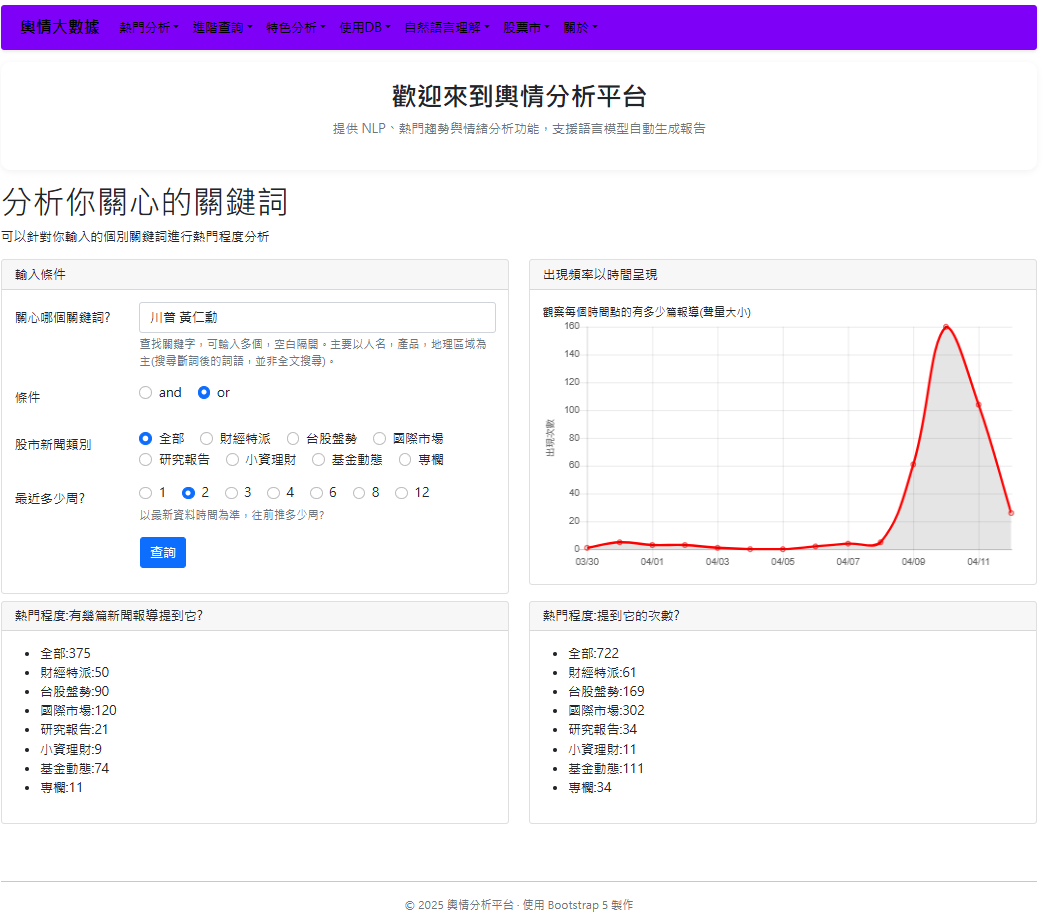 輿情大數據 熱門分析 進階查詢 特色分析 使用DB 自然語言理解 股票市 關於
歡迎來到輿情分析平台
提供 NLP、熱門趨勢與情緒分析功能，支援語言模型自動生成報告
分析你關心的關鍵詞
可以針對你輸入的個別關鍵詞進行熱門程度分析
輸入條件
關心哪個關鍵詞?
川普 黃仁勳
查找關鍵字，可輸入多個，空白隔開。主要以人名，產品，地理區域為
主(搜尋斷詞後的詞語，並非全文搜尋)。
條件
and or
股市新聞類別
全部 財經特派 台股盤勢 國際市場
研究報告 小資理財 基金動態 專欄
最近多少周?
1 2 3 4 6 8 12
以最新資料時間為準，往前推多少周?
查詢
出現頻率以時間呈現
觀察每個時間點的有多少篇報導(聲量大小)
出現次數
160
140
120
100
80
60
40
20
0
03/30 04/01 04/03 04/05 04/07 04/09 04/11
熱門程度:有幾篇新聞報導提到它?
全部:375
財經特派:50
台股盤勢:90
國際市場:120
研究報告:21
小資理財:9
基金動態:74
專欄:11
熱門程度:提到它的次數?
全部:722
財經特派:61
台股盤勢:169
國際市場:302
研究報告:34
小資理財:11
基金動態:111
專欄:34
© 2025 輿情分析平台 · 使用 Bootstrap 5 製作